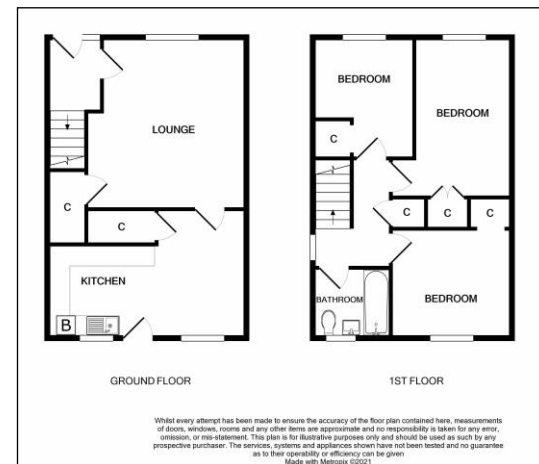 BEDROOM
BEDROOM
LOUNGE
C
C
C
C
C
C
KITCHEN
BATHROOM
BEDROOM
B
GROUND FLOOR
1ST FLOOR
Whilst every attempt has been made to ensure the accuracy of the floor plan contained here, measurements
of doors, windows, rooms and any other items are approximate and no responsibility is taken for any error,
omission, or mis-statement. This plan is for illustrative purposes only and should be used as such by any
prospective purchaser. The services, systems and appliances shown have not been tested and no guarantee
as to their operability or efficiency can be given
Made with Metropix ©2021